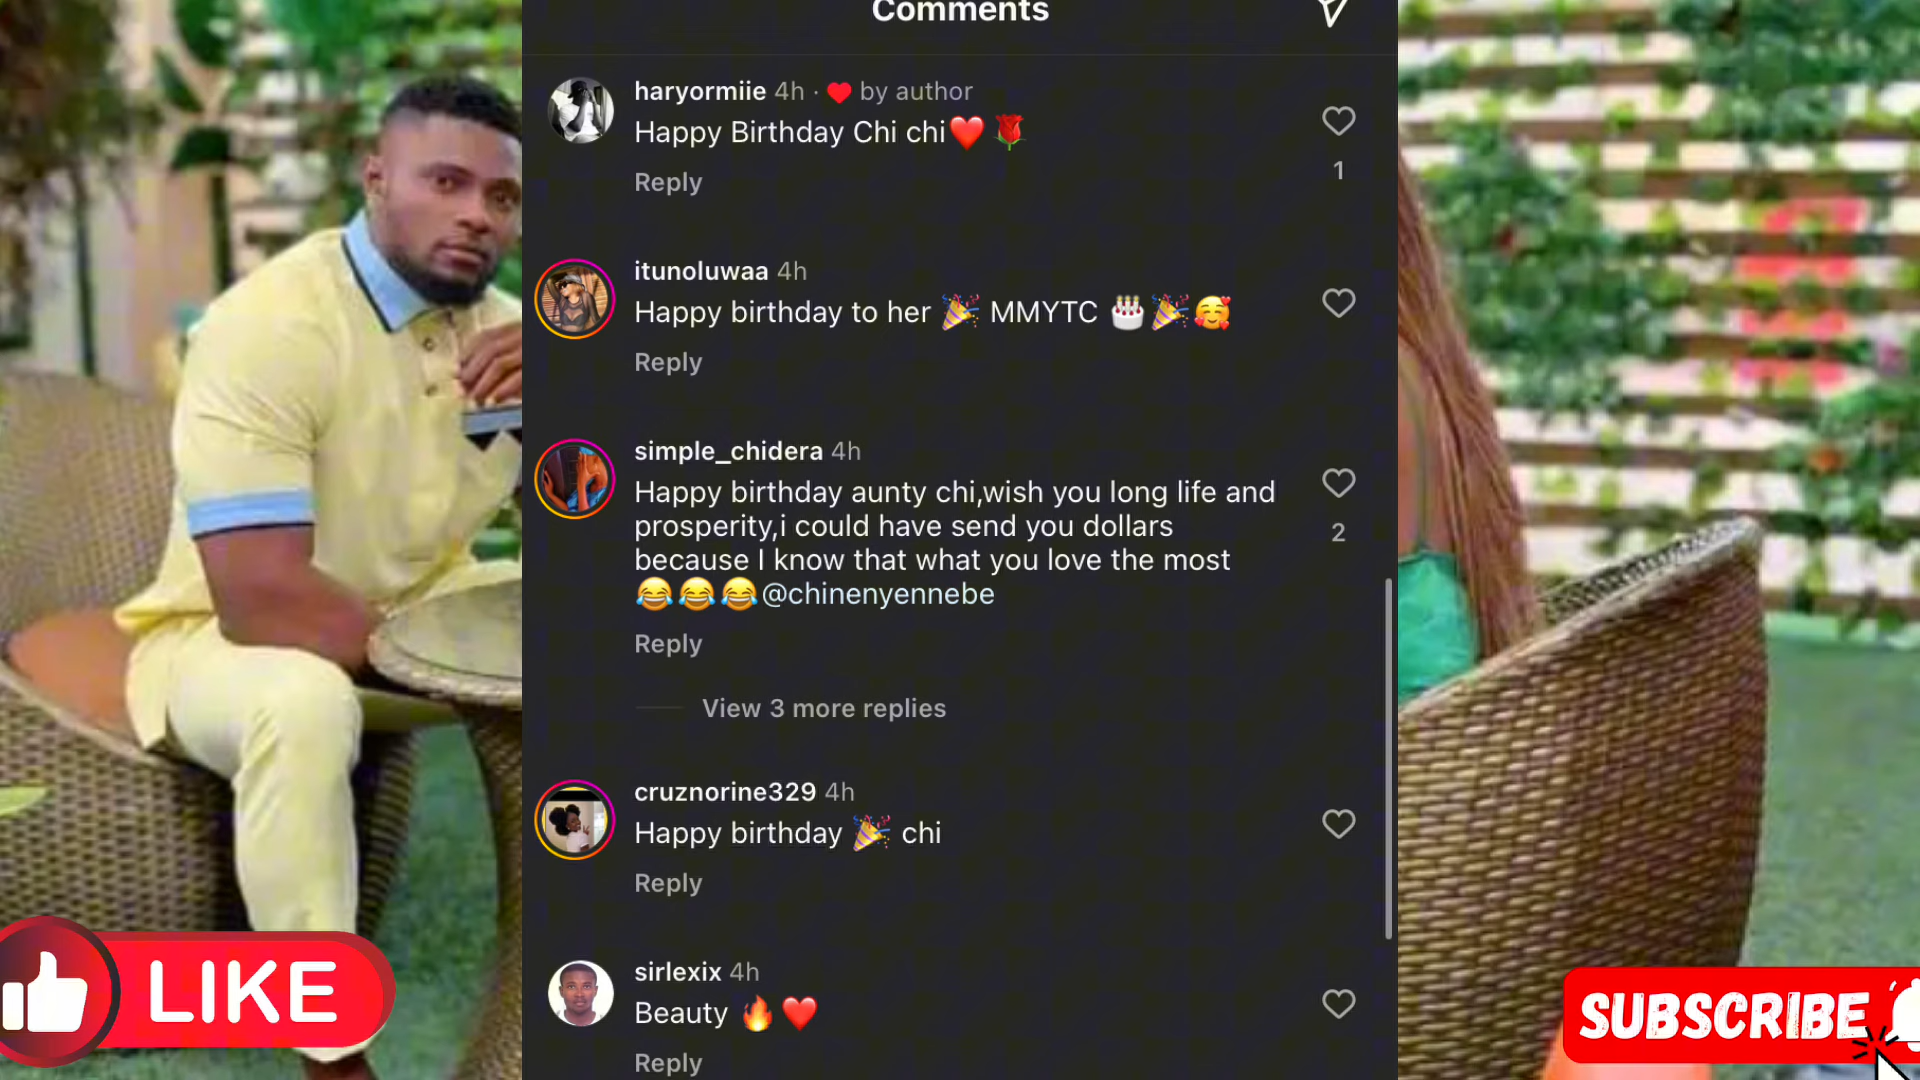 Comments
haryormiie 4h · ❤️ by author
Happy Birthday Chi chi❤️🌹
Reply
1
itunoluwaa 4h
Happy birthday to her 🎉 MMYTC 🎂🎉🥰
Reply
simple_chidera 4h
Happy birthday aunty chi,wish you long life and
prosperity,i could have send you dollars
because I know that what you love the most
😂😂😂@chinenyennebe
2
Reply
View 3 more replies
cruznorine329 4h
Happy birthday 🎉 chi
Reply
sirlexix 4h
Beauty 🔥❤️
Reply
LIKE
SUBSCRIBE